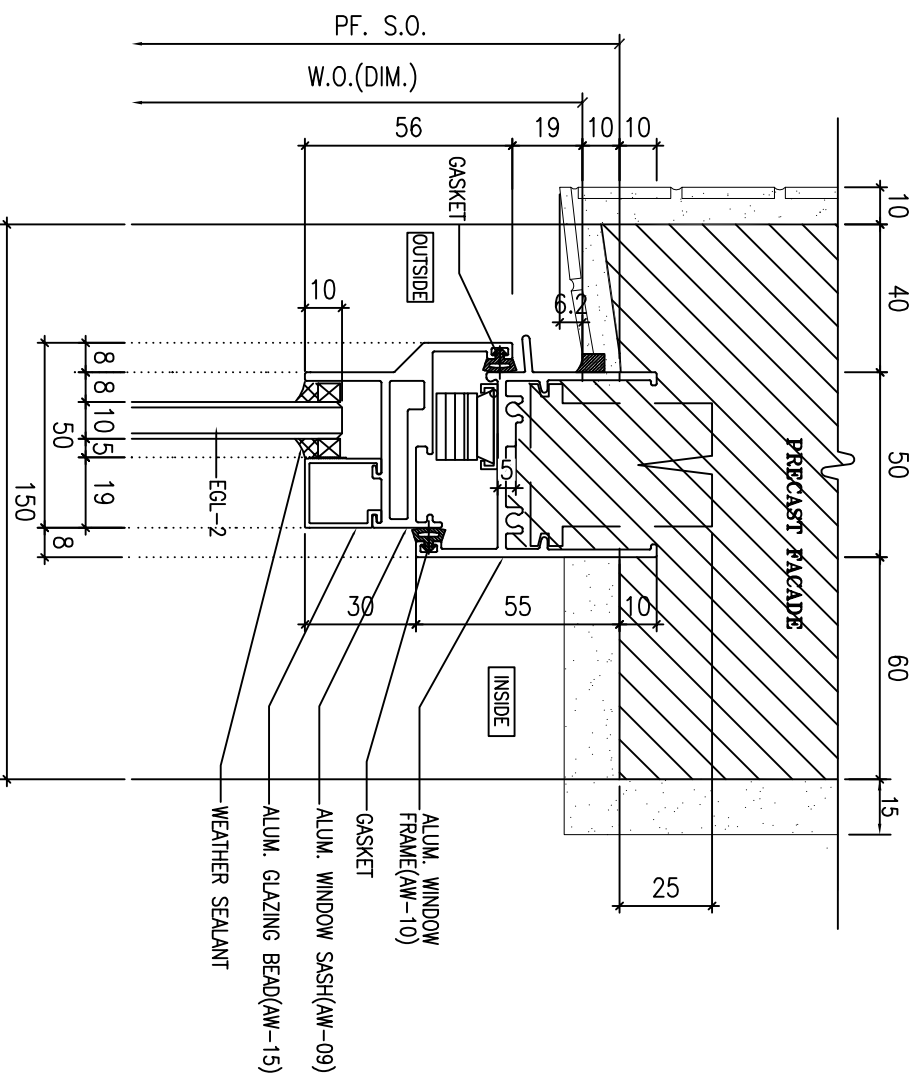 PF. S.O.
W.O.(DIM.)
56
19
10
10
10
40
50
60
15
GASKET
OUTSIDE
10
6.2
PRECAST FACADE
8
8
10
5
19
50
8
150
EGL-2
5
30
55
10
25
INSIDE
ALUM. WINDOW
FRAME(AW-10)
GASKET
ALUM. WINDOW SASH(AW-09)
ALUM. GLAZING BEAD(AW-15)
WEATHER SEALANT